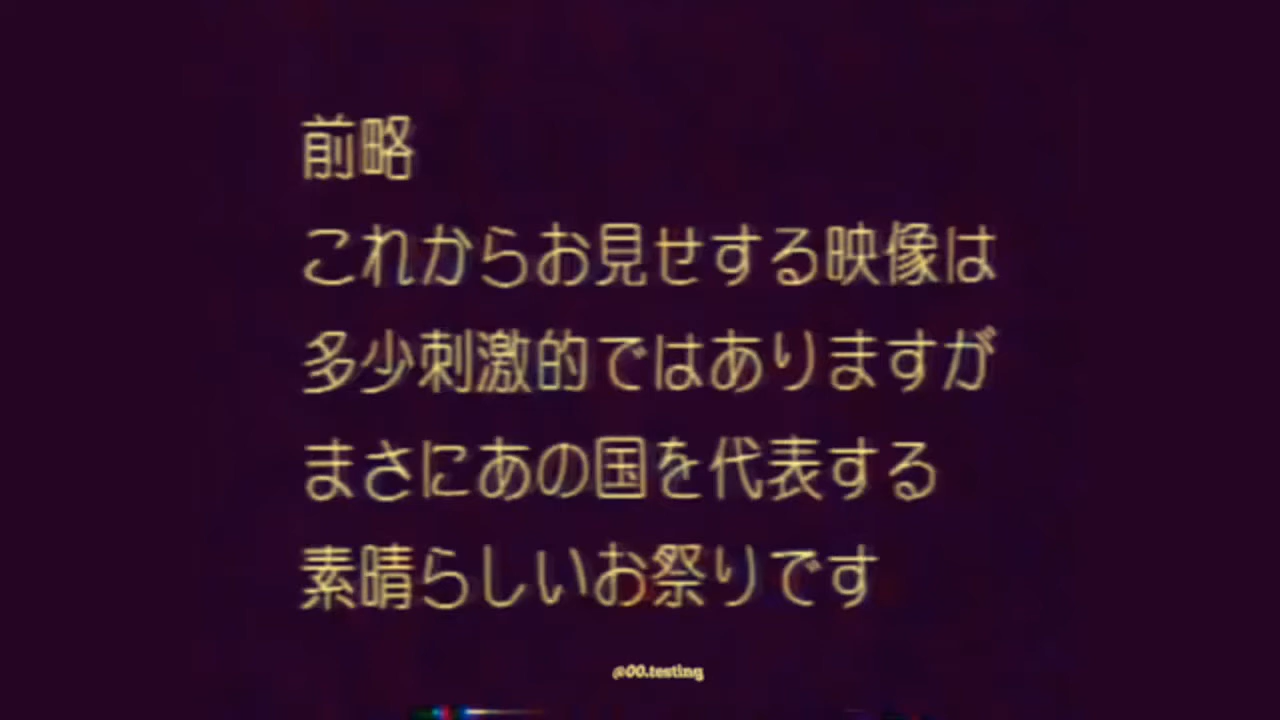 前略
これからお見せする映像は
多少刺激的ではありますが
まさにあの国を代表する
素晴らしいお祭りです
@00.testing